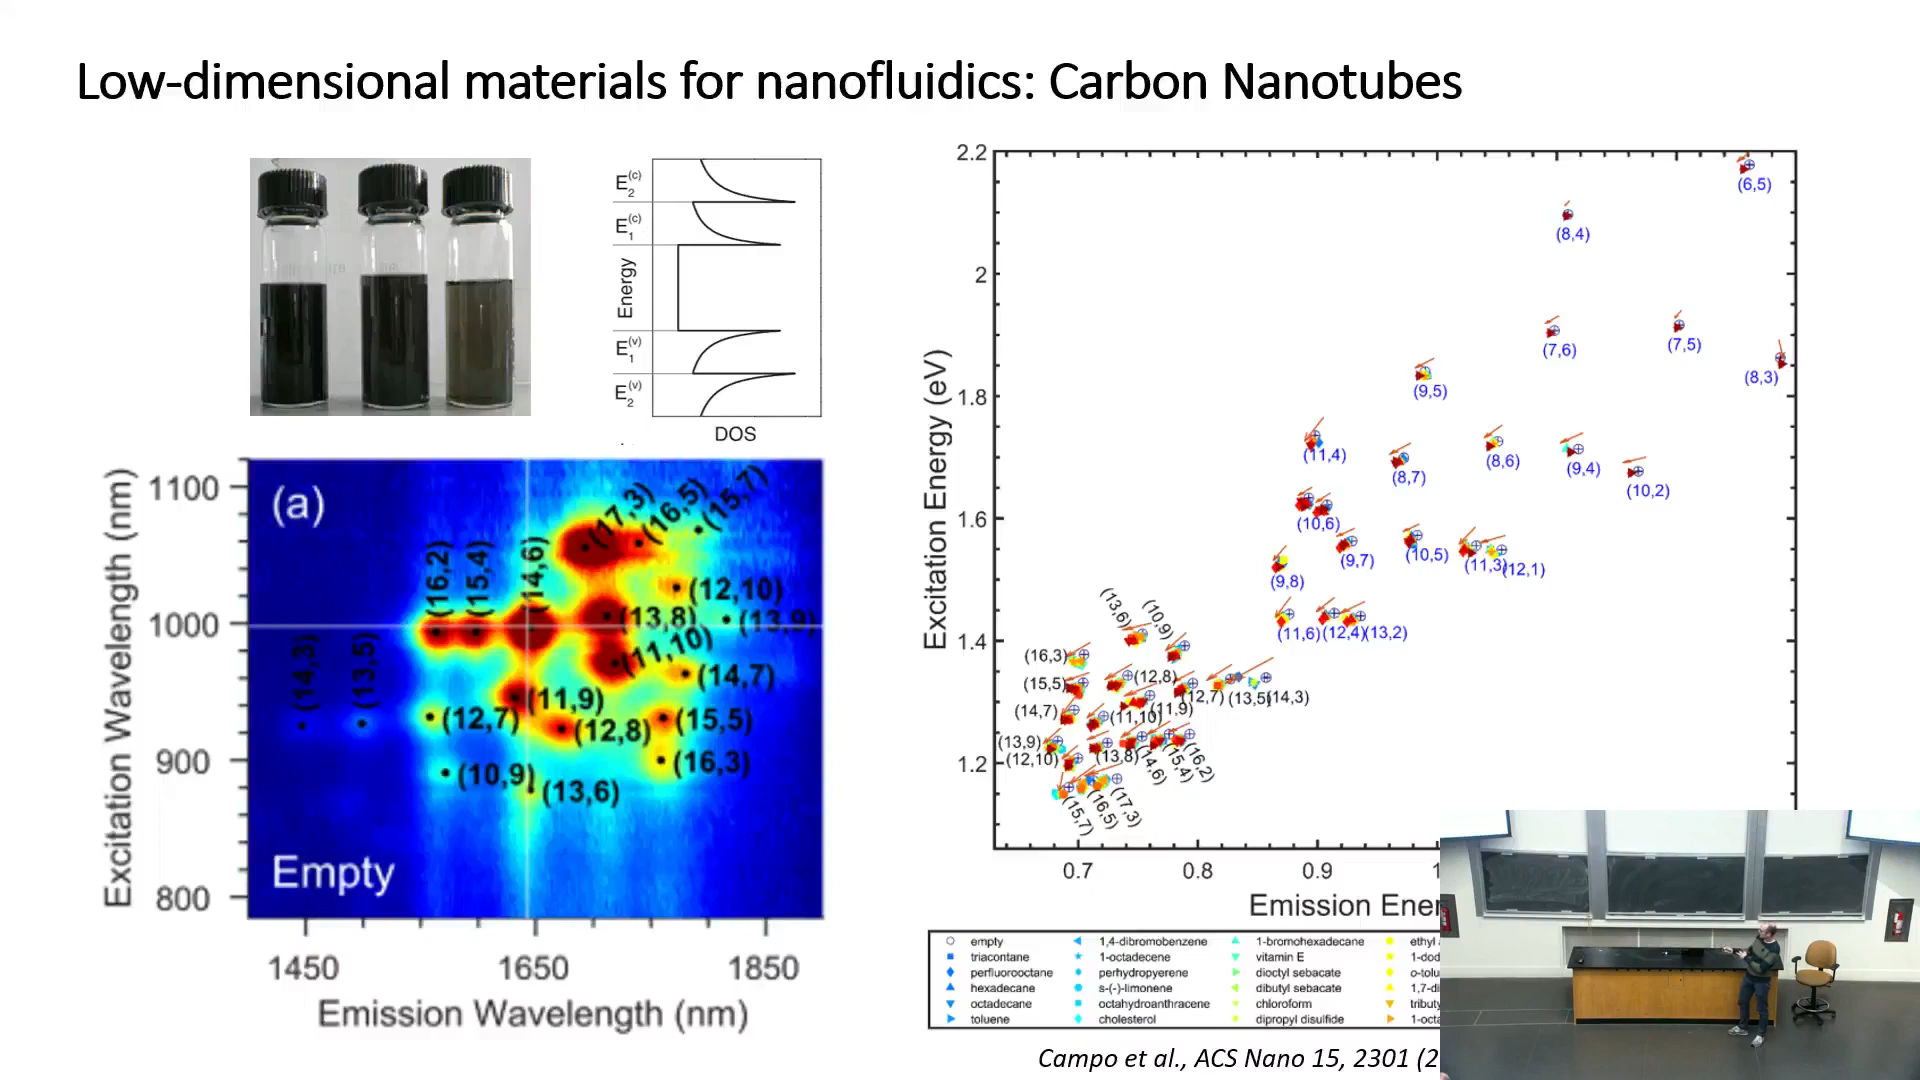 Low-dimensional materials for nanofluidics: Carbon Nanotubes
E2(c)
E1(c)
Energy
E1(v)
E2(v)
DOS
(a)
Empty
Excitation Wavelength (nm)
1100
1000
900
800
(17,3)
(16,5)
(15,7)
(16,2)
(15,4)
(14,6)
(12,10)
(13,8)
(13,9)
(11,10)
(14,3)
(13,5)
(14,7)
(11,9)
(12,7)
(12,8)
(15,5)
(10,9)
(13,6)
(16,3)
1450
1650
1850
Emission Wavelength (nm)
Excitation Energy (eV)
2.2
2
1.8
1.6
1.4
1.2
(6,5)
(8,4)
(7,6)
(7,5)
(8,3)
(9,5)
(11,4)
(8,7)
(8,6)
(9,4)
(10,2)
(10,6)
(9,7)
(10,5)
(11,3)
(12,1)
(9,8)
(11,6)
(12,4)
(13,2)
(13,6)
(10,9)
(16,3)
(15,5)
(12,8)
(12,7)
(13,5)
(14,3)
(14,7)
(11,10)
(11,9)
(13,9)
(12,10)
(13,8)
(14,6)
(15,4)
(16,2)
(15,7)
(16,5)
(17,3)
0.7
0.8
0.9
1
Emission Ener
empty
triacontane
perfluorooctane
hexadecane
octadecane
toluene
1,4-dibromobenzene
1-octadecene
perhydropyrene
s-(-)-limonene
octahydroanthracene
cholesterol
1-bromohexadecane
vitamin E
dioctyl sebacate
dibutyl sebacate
chloroform
dipropyl disulfide
ethyl
1-dod
o-tolu
1,7-di
tributy
1-octa
Campo et al., ACS Nano 15, 2301 (2